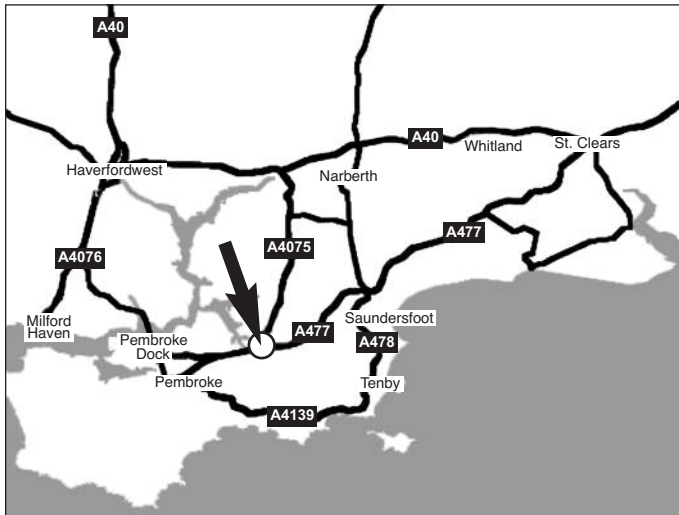 A40
A40
Whitland
St. Clears
Haverfordwest
Narberth
A477
A4075
A4076
Milford
Haven
A477
Saundersfoot
Pembroke
Dock
A478
Pembroke
Tenby
A4139